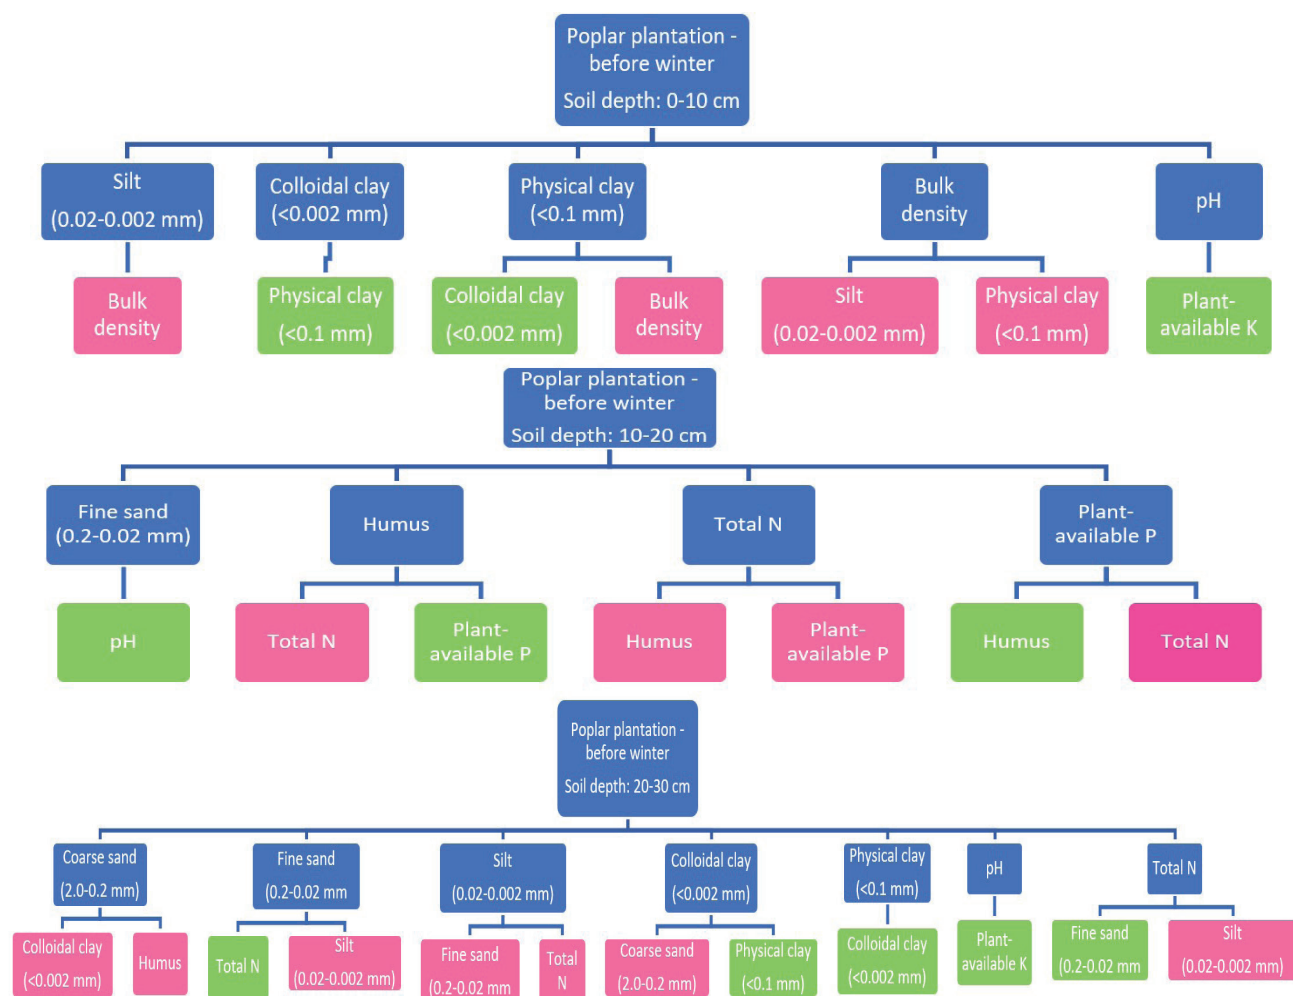 Poplar plantation -
before winter
Soil depth: 0-10 cm
Silt
(0.02-0.002 mm)
Colloidal clay
(<0.002 mm)
Physical clay
(<0.1 mm)
Bulk
density
pH
Bulk
density
Physical clay
(<0.1 mm)
Colloidal clay
(<0.002 mm)
Bulk
density
Silt
(0.02-0.002 mm)
Physical clay
(<0.1 mm)
Plant-
available K
Poplar plantation -
before winter
Soil depth: 10-20 cm
Fine sand
(0.2-0.02 mm)
Humus
Total N
Plant-
available P
pH
Total N
Plant-
available P
Humus
Plant-
available P
Humus
Total N
Poplar plantation -
before winter
Soil depth: 20-30 cm
Coarse sand
(2.0-0.2 mm)
Fine sand
(0.2-0.02 mm
Silt
(0.02-0.002 mm)
Colloidal clay
(<0.002 mm)
Physical clay
(<0.1 mm)
pH
Total N
Colloidal clay
(<0.002 mm)
Humus
Total N
Silt
(0.02-0.002 mm)
Fine sand
(0.2-0.02 mm
Total
N
Coarse sand
(2.0-0.2 mm)
Physical clay
(<0.1 mm)
Colloidal clay
(<0.002 mm)
Plant-
available K
Fine sand
(0.2-0.02 mm
Silt
(0.02-0.002 mm)